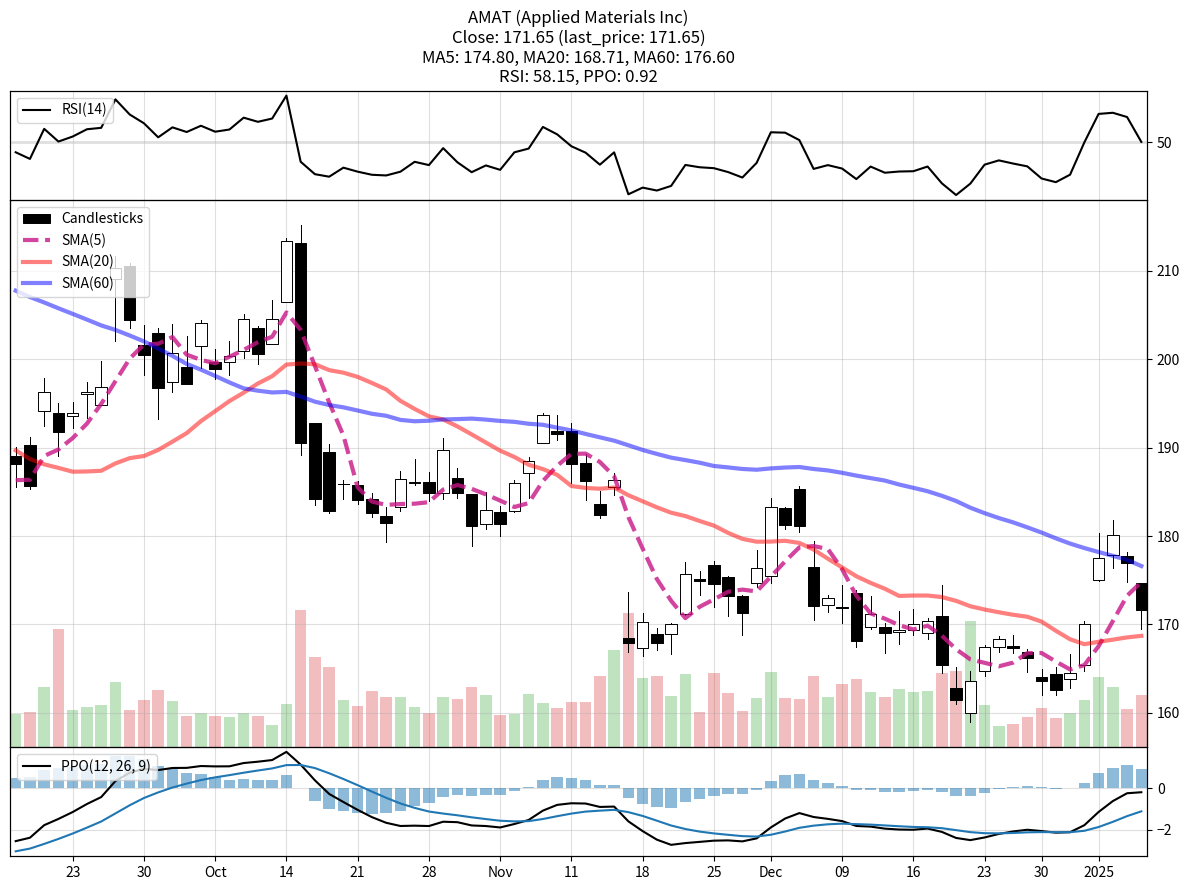 AMAT (Applied Materials Inc)
Close: 171.65 (last_price: 171.65)
MA5: 174.80, MA20: 168.71, MA60: 176.60
RSI: 58.15, PPO: 0.92
RSI(14)
50
Candlesticks
SMA(5)
SMA(20)
SMA(60)
210
200
190
180
170
160
PPO(12,26,9)
0
−2
23 30 Oct 14 21 28 Nov 11 18 25 Dec 09 16 23 30 2025